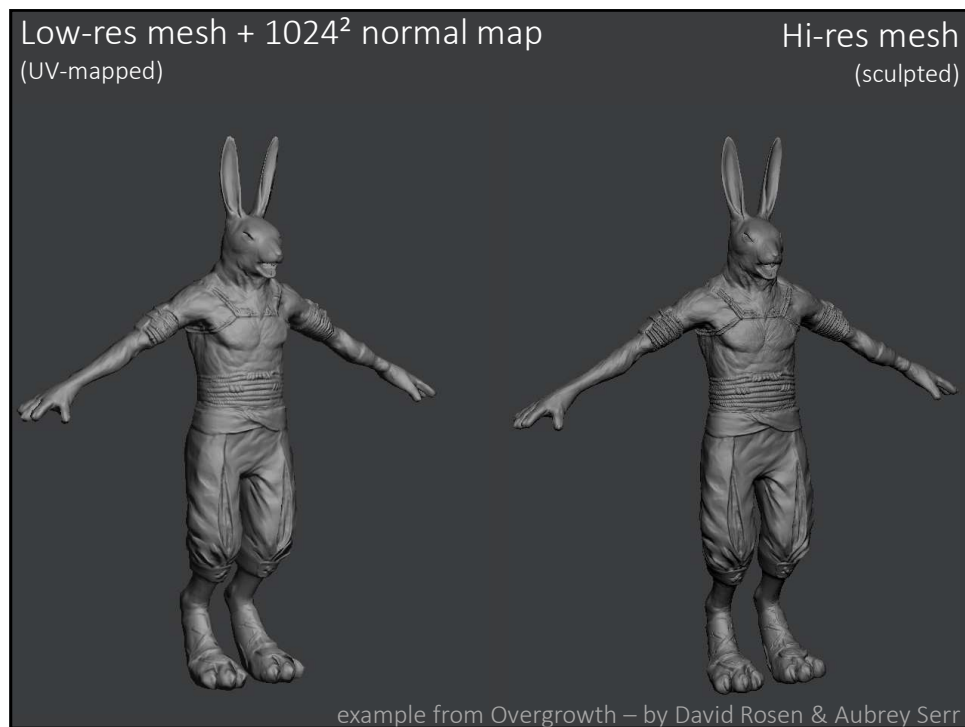 Low-res mesh + 1024² normal map
(UV-mapped)
Hi-res mesh
(sculpted)
example from Overgrowth – by David Rosen & Aubrey Serr